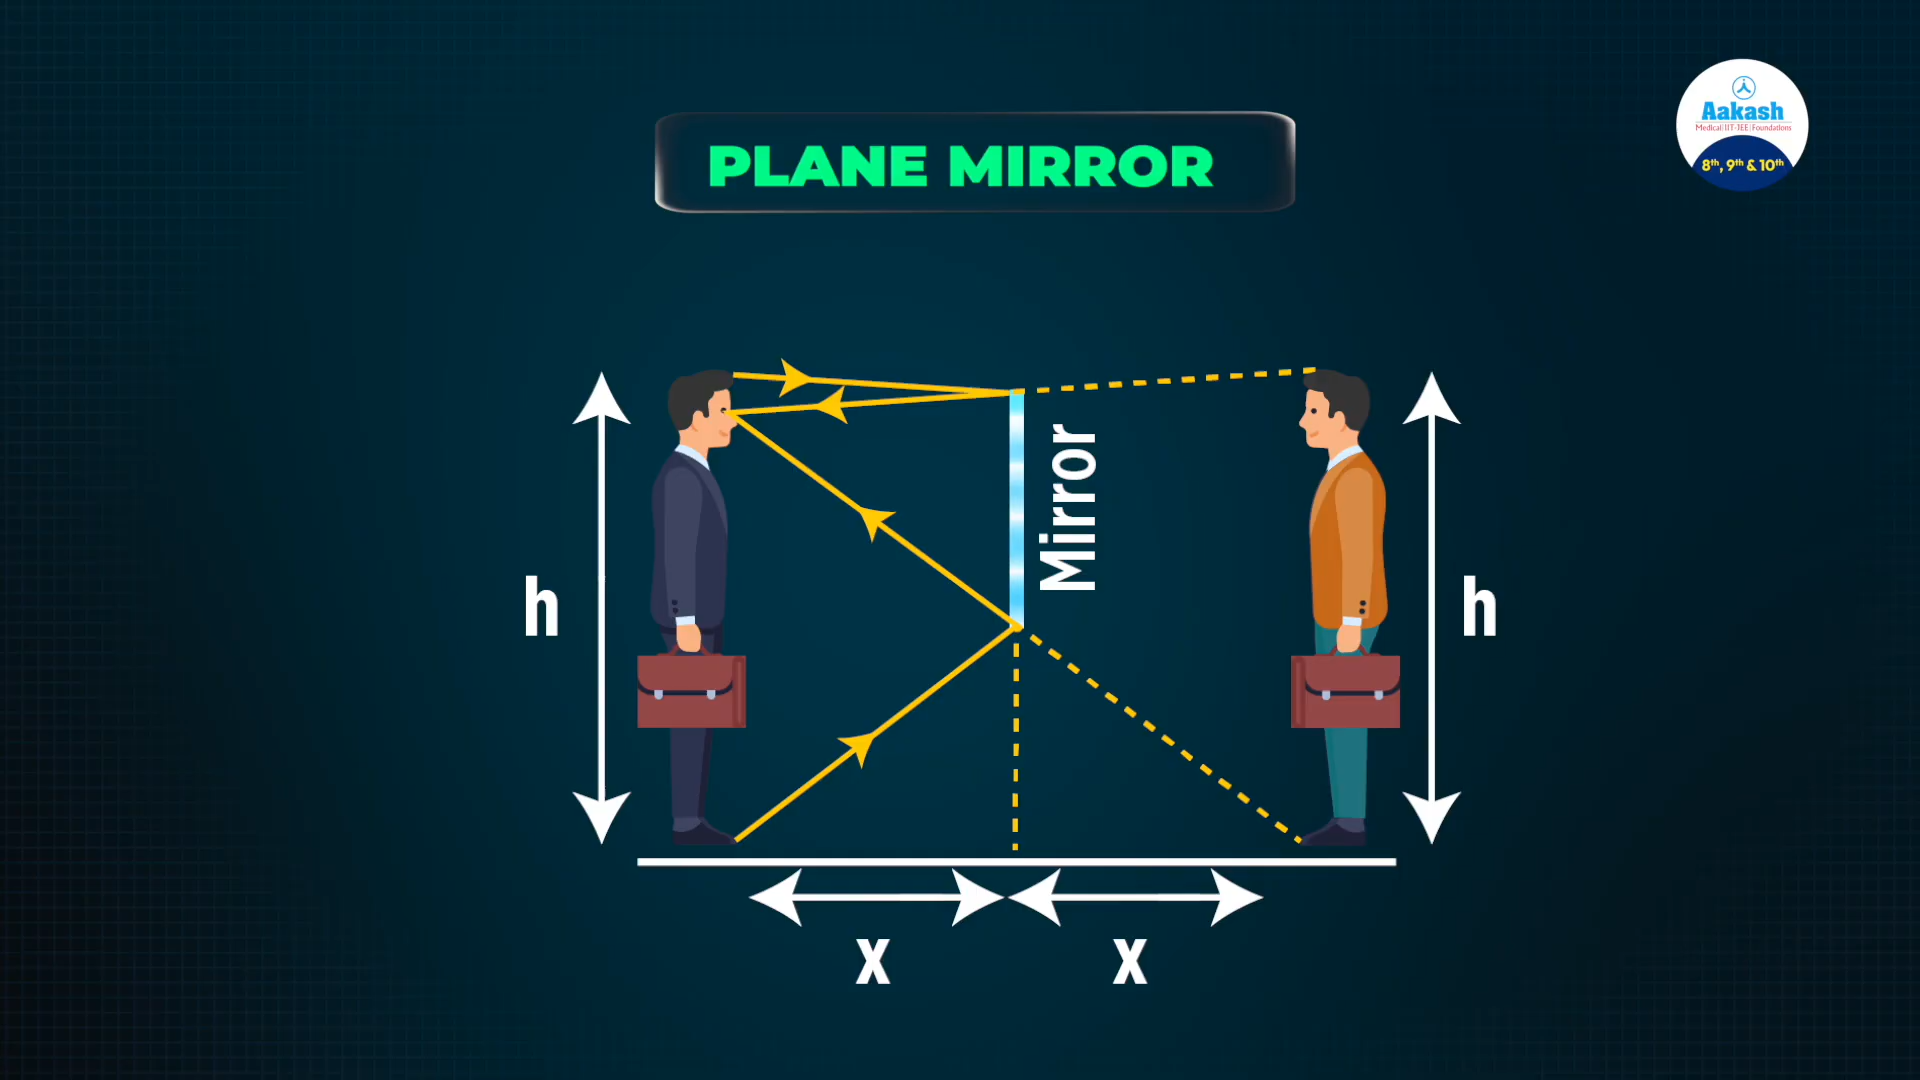 PLANE MIRROR
Aakash
Medical|IIT-JEE|Foundations
8th, 9th & 10th
Mirror
h
h
x
x